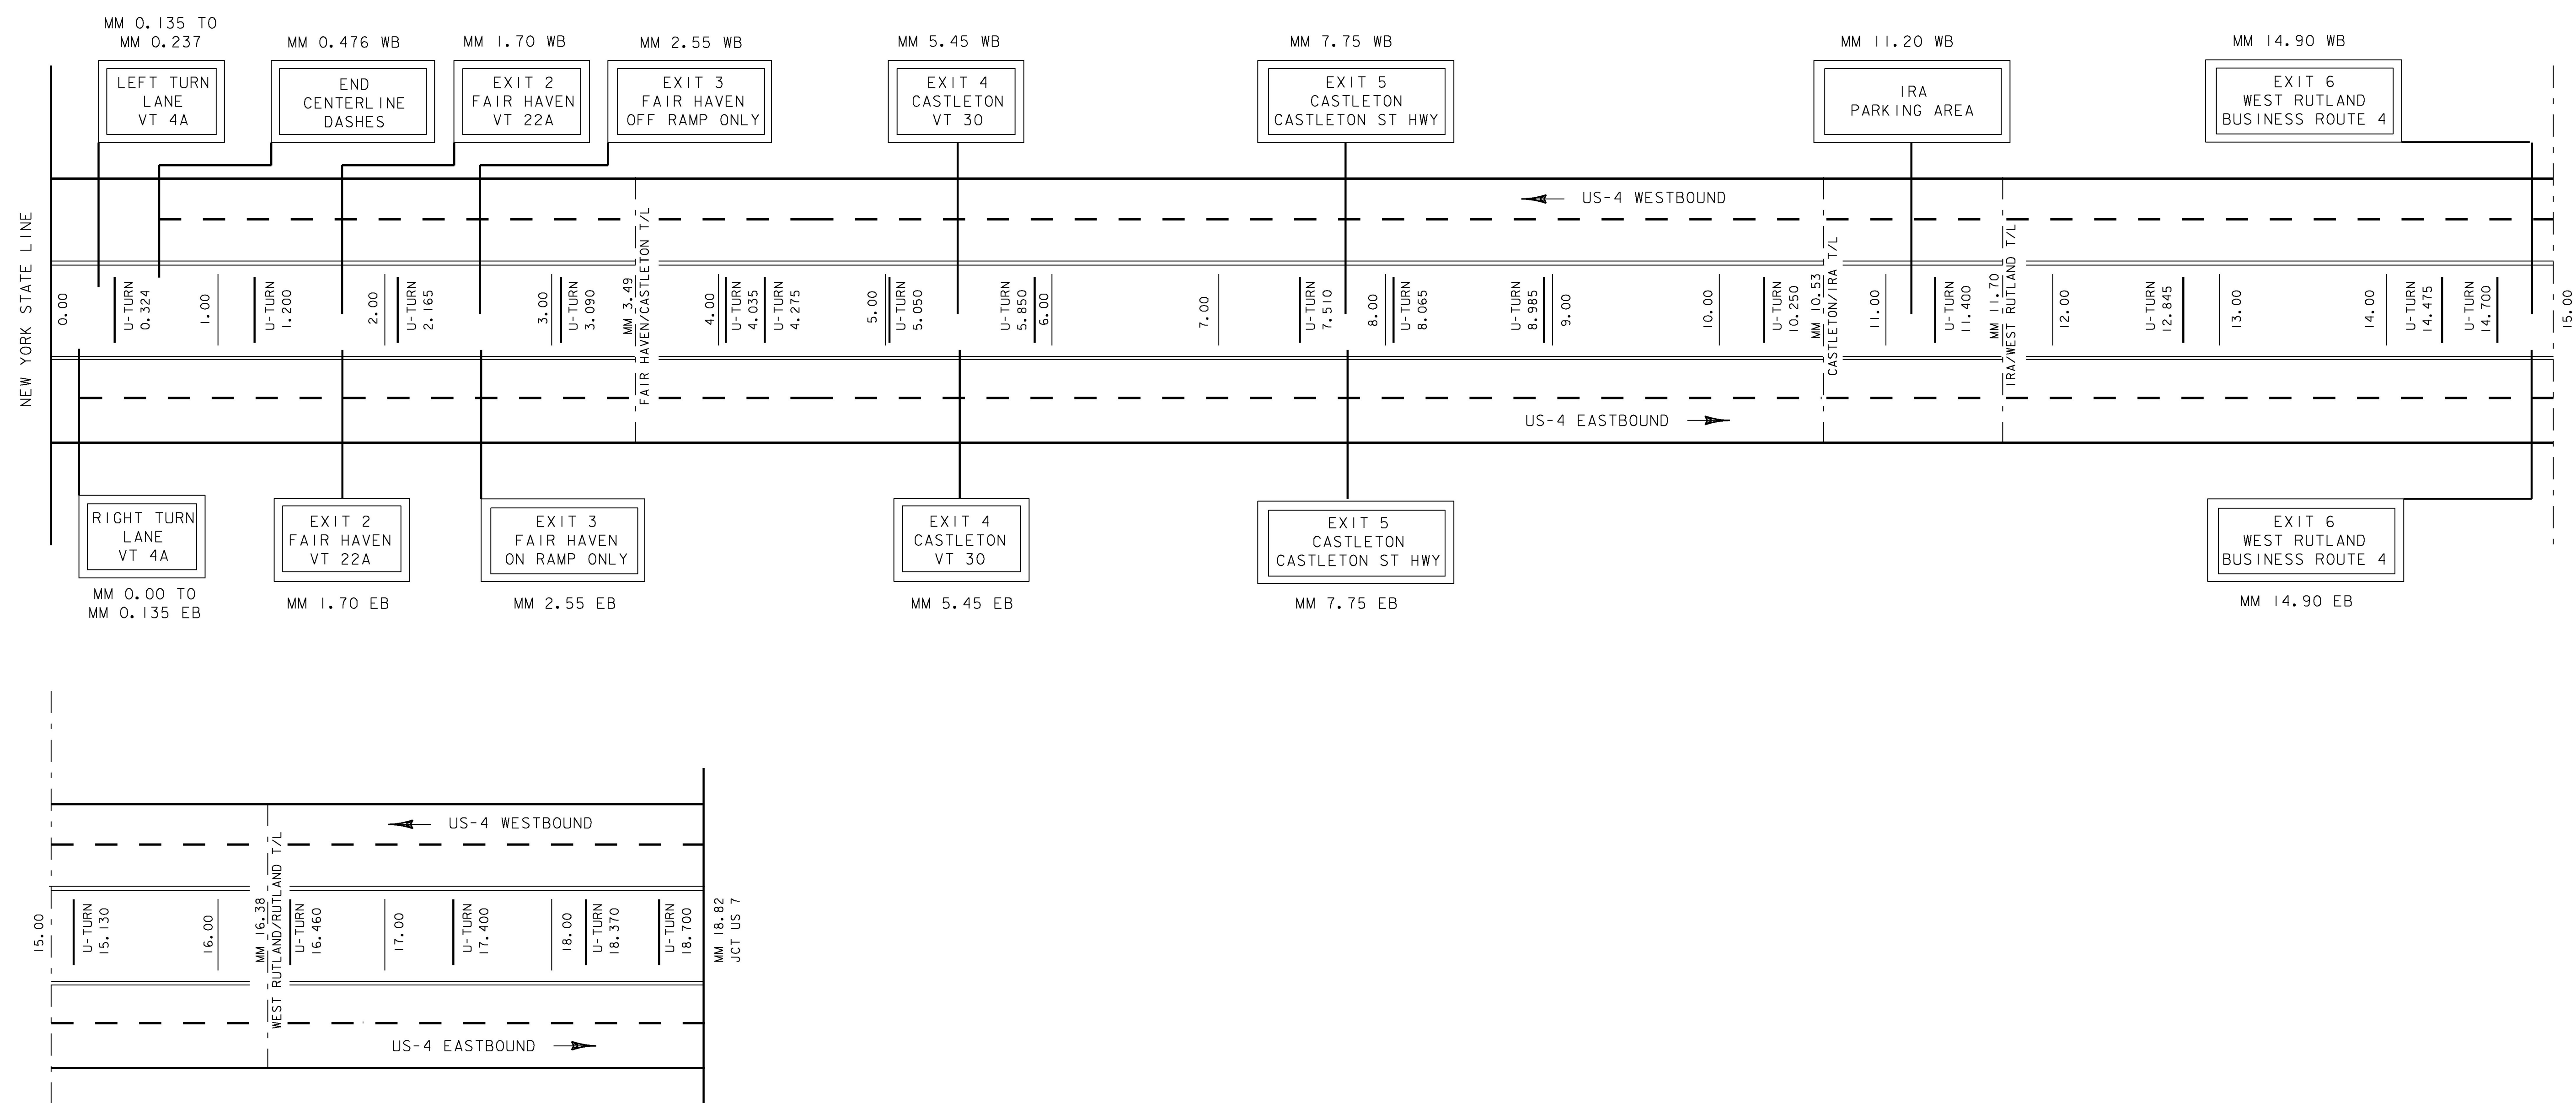 MM 0.135 TO
MM 0.237
MM 0.476 WB
MM 1.70 WB
MM 2.55 WB
MM 5.45 WB
MM 7.75 WB
MM 11.20 WB
MM 14.90 WB
LEFT TURN
LANE
VT 4A
END
CENTERLINE
DASHES
EXIT 2
FAIR HAVEN
VT 22A
EXIT 3
FAIR HAVEN
OFF RAMP ONLY
EXIT 4
CASTLETON
VT 30
EXIT 5
CASTLETON
CASTLETON ST HWY
IRA
PARKING AREA
EXIT 6
WEST RUTLAND
BUSINESS ROUTE 4
US-4 WESTBOUND
NEW YORK STATE LINE
0.00
U-TURN
0.324
1.00
U-TURN
1.200
2.00
U-TURN
2.165
3.00
U-TURN
3.090
MM 3.49
FAIR HAVEN/CASTLETON T/L
4.00
U-TURN
4.035
U-TURN
4.275
5.00
U-TURN
5.050
U-TURN
5.850
6.00
7.00
U-TURN
7.510
8.00
U-TURN
8.065
U-TURN
8.985
9.00
10.00
U-TURN
10.250
MM 10.53
CASTLETON/IRA T/L
11.00
U-TURN
11.400
MM 11.70
IRA/WEST RUTLAND T/L
12.00
U-TURN
12.845
13.00
14.00
U-TURN
14.475
U-TURN
14.700
15.00
US-4 EASTBOUND
RIGHT TURN
LANE
VT 4A
EXIT 2
FAIR HAVEN
VT 22A
EXIT 3
FAIR HAVEN
ON RAMP ONLY
EXIT 4
CASTLETON
VT 30
EXIT 5
CASTLETON
CASTLETON ST HWY
EXIT 6
WEST RUTLAND
BUSINESS ROUTE 4
MM 0.00 TO
MM 0.135 EB
MM 1.70 EB
MM 2.55 EB
MM 5.45 EB
MM 7.75 EB
MM 14.90 EB
US-4 WESTBOUND
15.00
U-TURN
15.130
16.00
MM 16.38
WEST RUTLAND/RUTLAND T/L
U-TURN
16.460
17.00
U-TURN
17.400
18.00
U-TURN
18.370
U-TURN
18.700
MM 18.82
JCT US 7
US-4 EASTBOUND